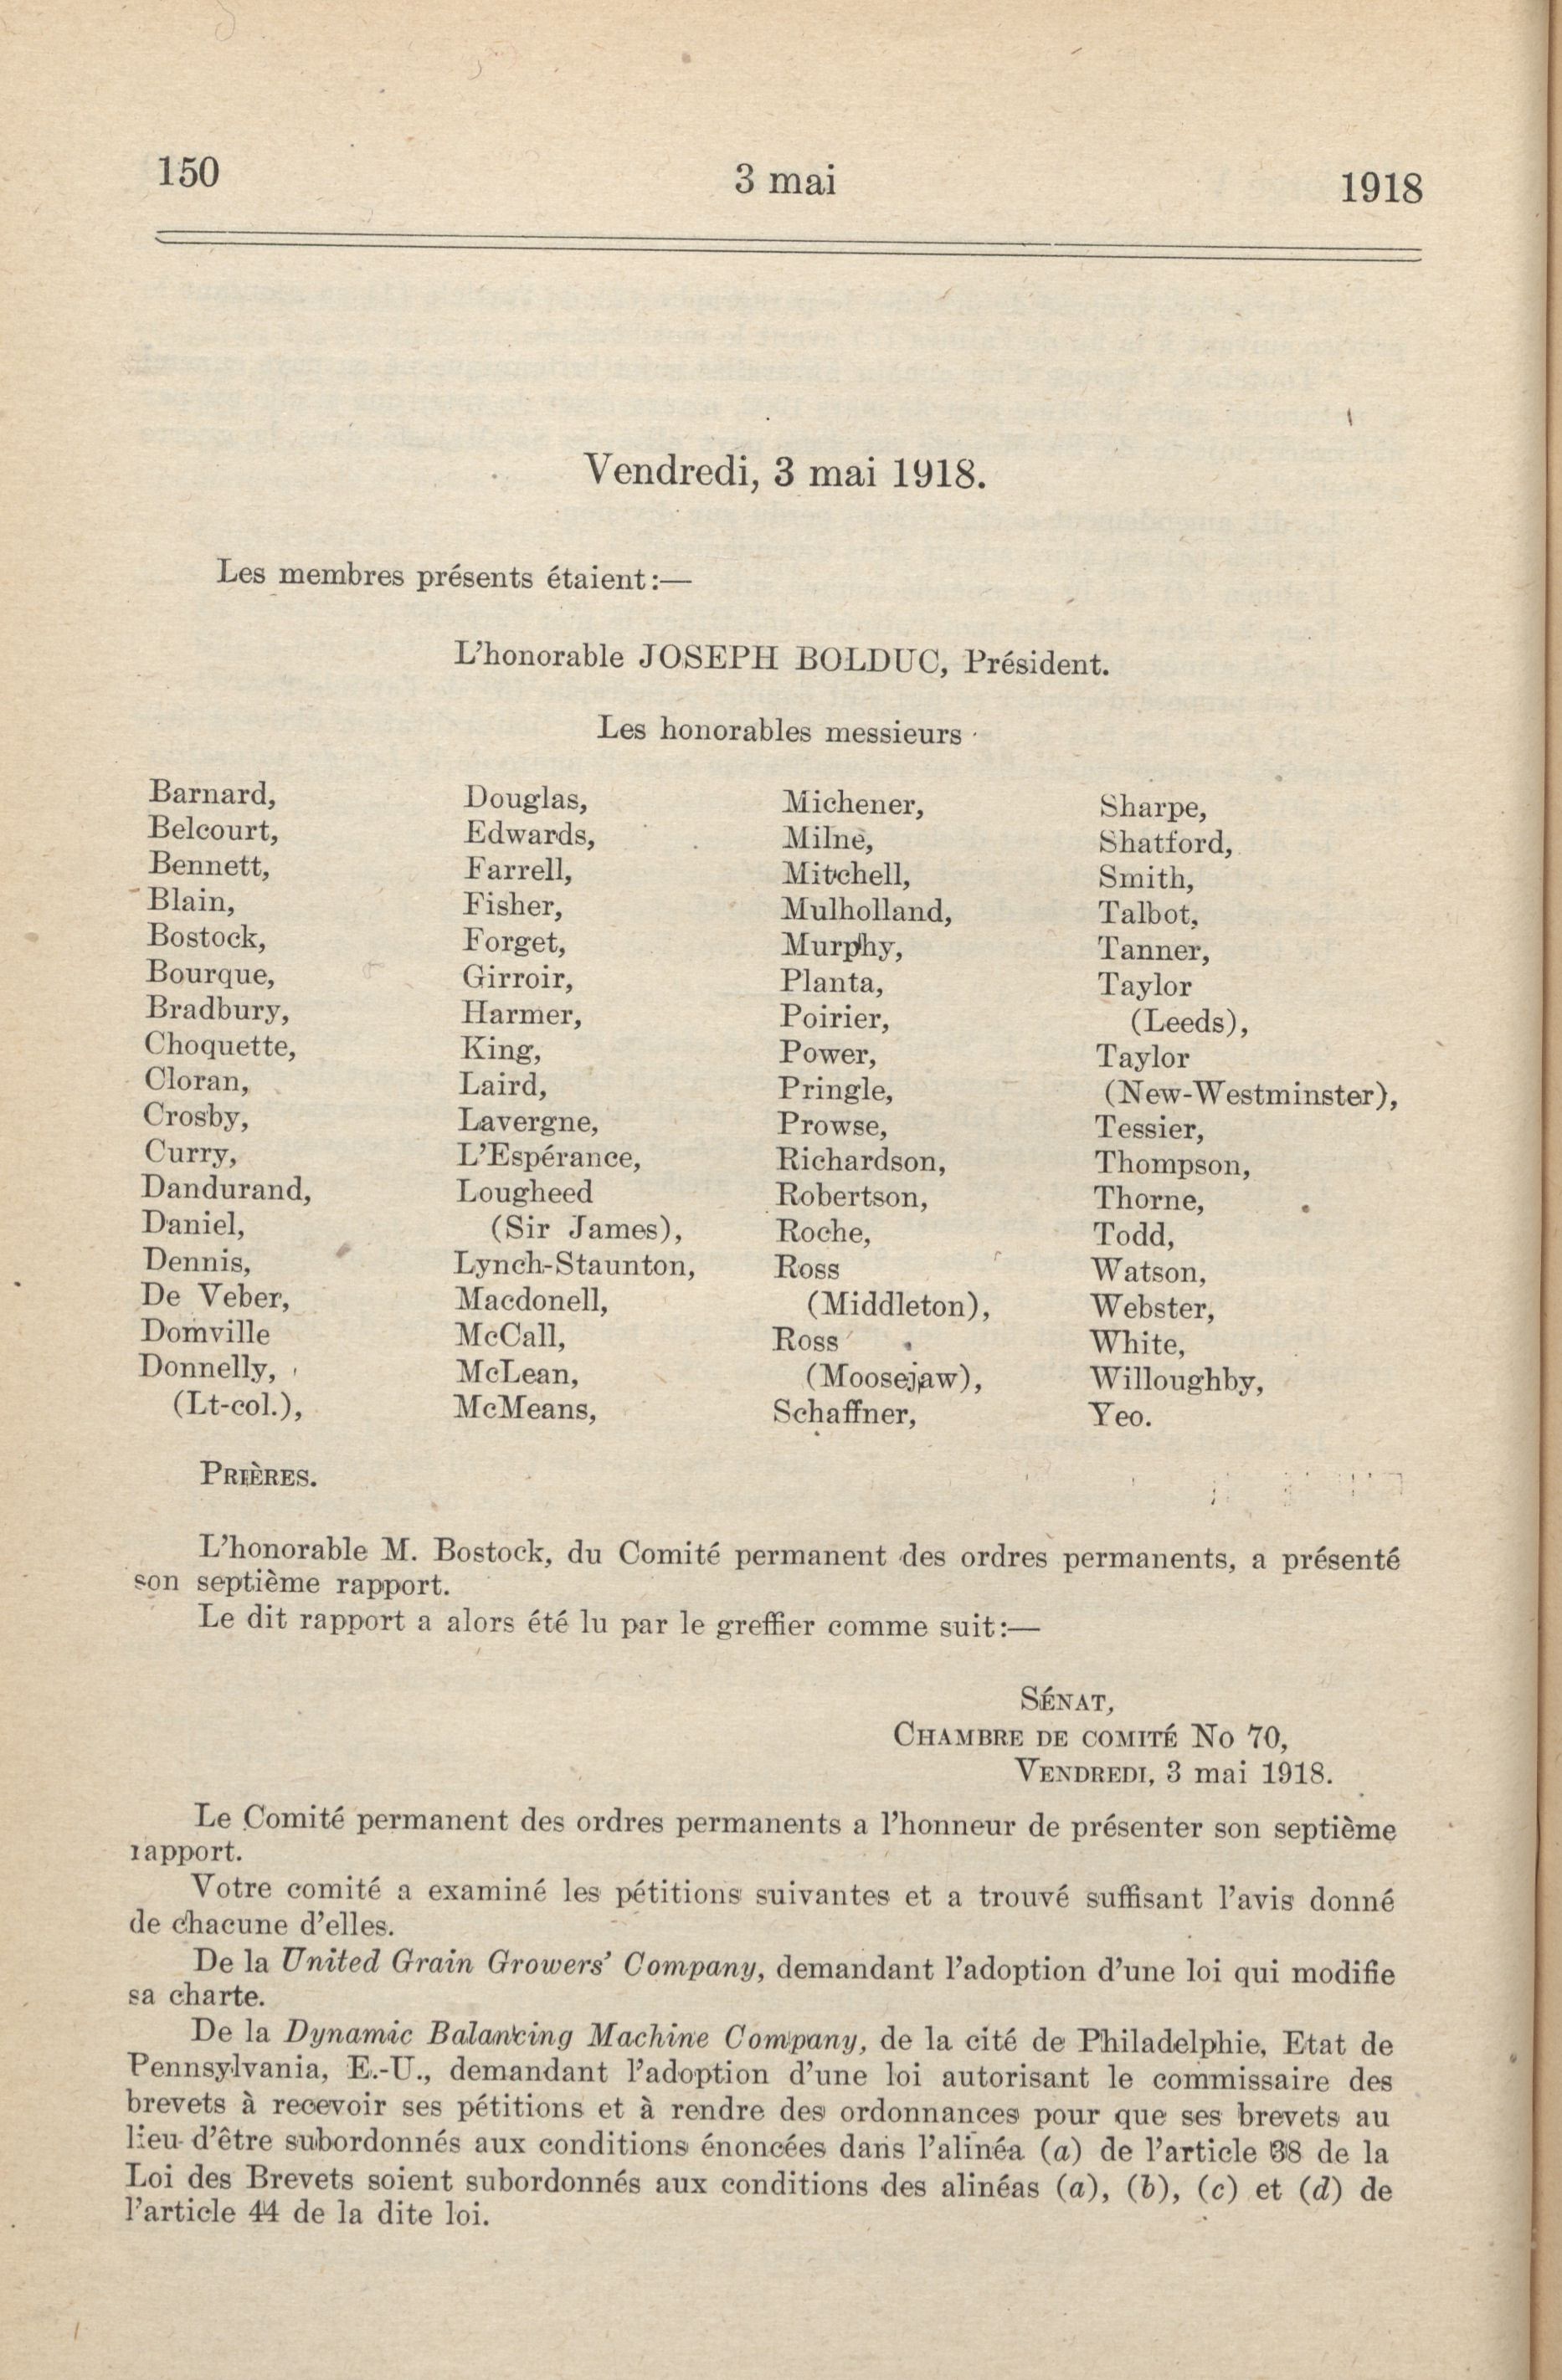 150
3 mai
1918
Vendredi, 3 mai 1918.
Les membres présents étaient:—
L'honorable JOSEPH BOLDUC, Président.
Les honorables messieurs
Barnard,
Belcourt,
Bennett,
Blain,
Bostock,
Bourque,
Bradbury,
Choquette,
Cloran,
Crosby,
Curry,
Dandurand,
Daniel,
Dennis,
De Veber,
Domville
Donnelly,
(Lt-col.),
Douglas,
Edwards,
Farrell,
Fisher,
Forget,
Girroir,
Harmer,
King,
Laird,
Lavergne,
L'Espérance,
Lougheed
(Sir James),
Lynch-Staunton,
Macdonell,
McCall,
McLean,
McMeans,
Michener,
Milne,
Mitchell,
Mulholland,
Murphy,
Planta,
Poirier,
Power,
Pringle,
Prowse,
Richardson,
Robertson,
Roche,
Ross
(Middleton),
Ross
(Moosejaw),
Schaffner,
Sharpe,
Shatford,
Smith,
Talbot,
Tanner,
Taylor
(Leeds),
Taylor
(New-Westminster),
Tessier,
Thompson,
Thorne,
Todd,
Watson,
Webster,
White,
Willoughby,
Yeo.
PRIÈRES.
L'honorable M. Bostock, du Comité permanent des ordres permanents, a présenté
son septième rapport.
Le dit rapport a alors été lu par le greffier comme suit:—
SÉNAT,
CHAMBRE DE COMITÉ No 70,
VENDREDI, 3 mai 1918.
Le Comité permanent des ordres permanents a l'honneur de présenter son septième
rapport.
Votre comité a examiné les pétitions suivantes et a trouvé suffisant l'avis donné
de chacune d'elles.
De la United Grain Growers' Company, demandant l'adoption d'une loi qui modifie
sa charte.
De la Dynamic Balancing Machine Company, de la cité de Philadelphie, Etat de
Pennsylvania, E.-U., demandant l'adoption d'une loi autorisant le commissaire des
brevets à recevoir ses pétitions et à rendre des ordonnances pour que ses brevets au
lieu d'être subordonnés aux conditions énoncées dans l'alinéa (a) de l'article 38 de la
Loi des Brevets soient subordonnés aux conditions des alinéas (a), (b), (c) et (d) de
l'article 44 de la dite loi.